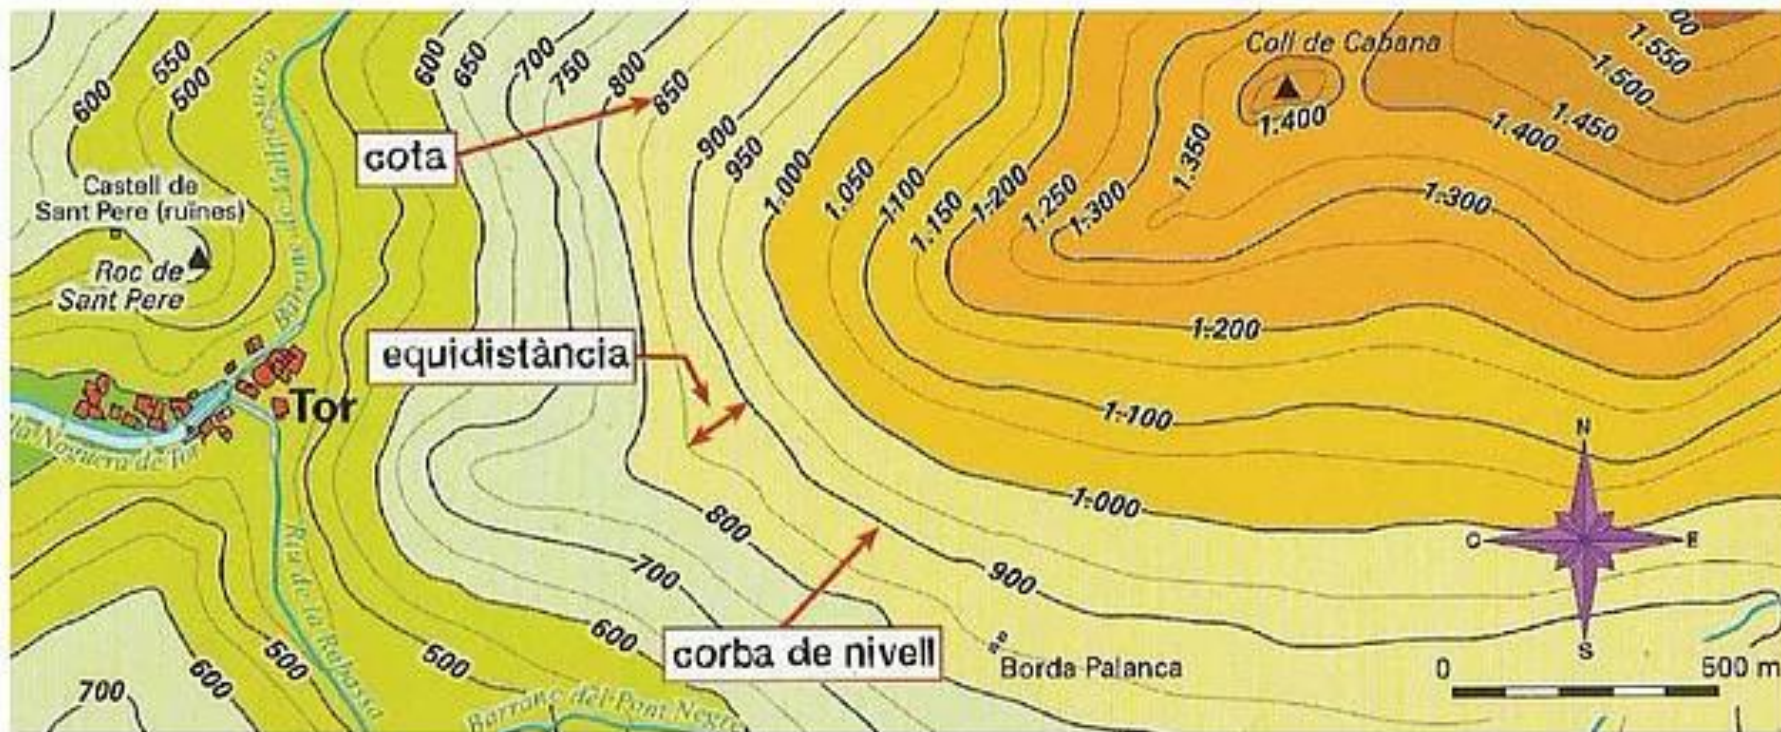 600
550
500
600
650
700
750
800
850
cota
900
950
1.000
1.050
1.100
1.150
1.200
1.250
1.300
1.350
Coll de Cabana
1.400
1.550
1.500
1.450
1.400
1.300
Castell de
Sant Pere (ruïnes)
Roc de
Sant Pere
1.200
equidistància
Tor
la Noguera de Tor
1.100
1.000
N
O
E
S
800
700
900
600
corba de nivell
Borda Palanca
0
500 m
Riu de la Rabassa
500
500
600
700
Barranc del Pont Negre